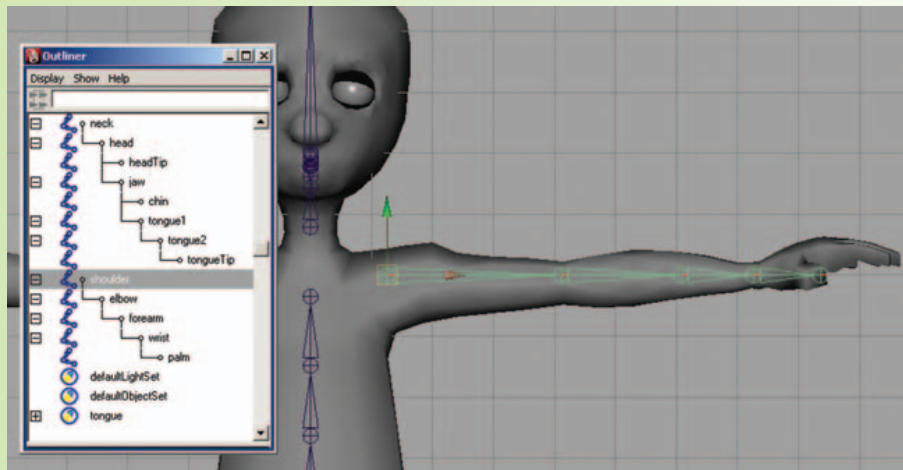 Outliner
Display Show Help
neck
head
headTip
jaw
chin
tongue1
tongue2
tongueTip
shoulder
elbow
forearm
wrist
palm
defaultLightSet
defaultObjectSet
tongue